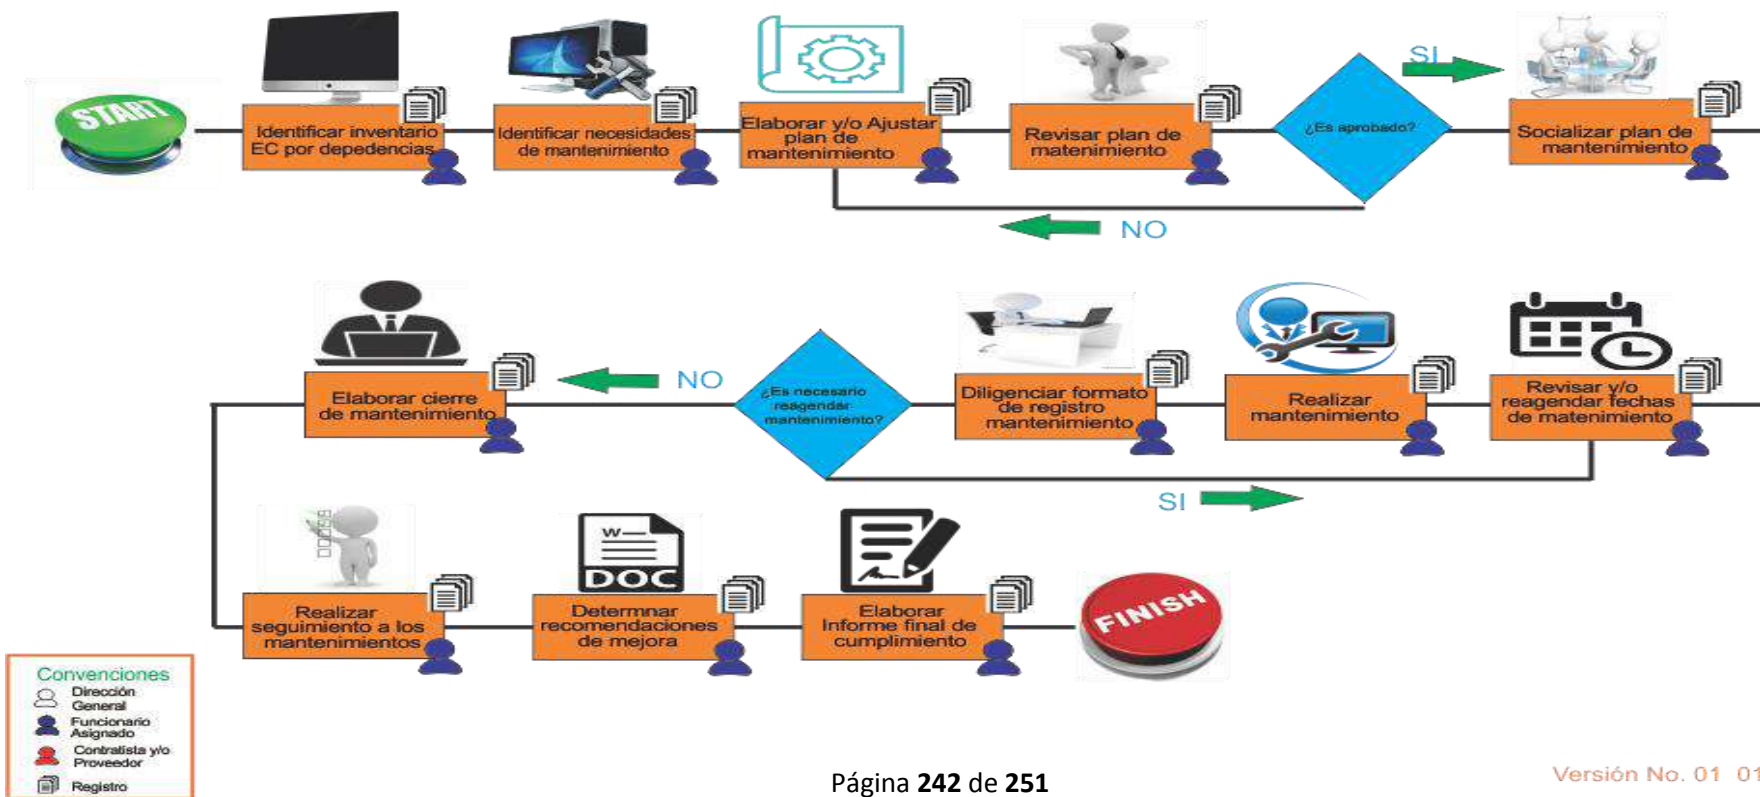 START
Identificar inventario
EC por depedencias
Identificar necesidades
de mantenimiento
Elaborar y/o Ajustar
plan de
mantenimiento
Revisar plan de
matenimiento
¿Es aprobado?
SI
Socializar plan de
mantenimiento
NO
Elaborar cierre
de mantenimiento
NO
¿Es necesario
reagendar
mantenimiento?
Diligenciar formato
de registro
mantenimiento
Realizar
mantenimiento
Revisar y/o
reagendar fechas
de matenimiento
SI
Realizar
seguimiento a los
mantenimientos
W
DOC
Determnar
recomendaciones
de mejora
Elaborar
Informe final de
cumplimiento
FINISH
Convenciones
Dirección
General
Funcionario
Asignado
Contratista y/o
Proveedor
Registro
Página 242 de 251
Versión No. 01 01